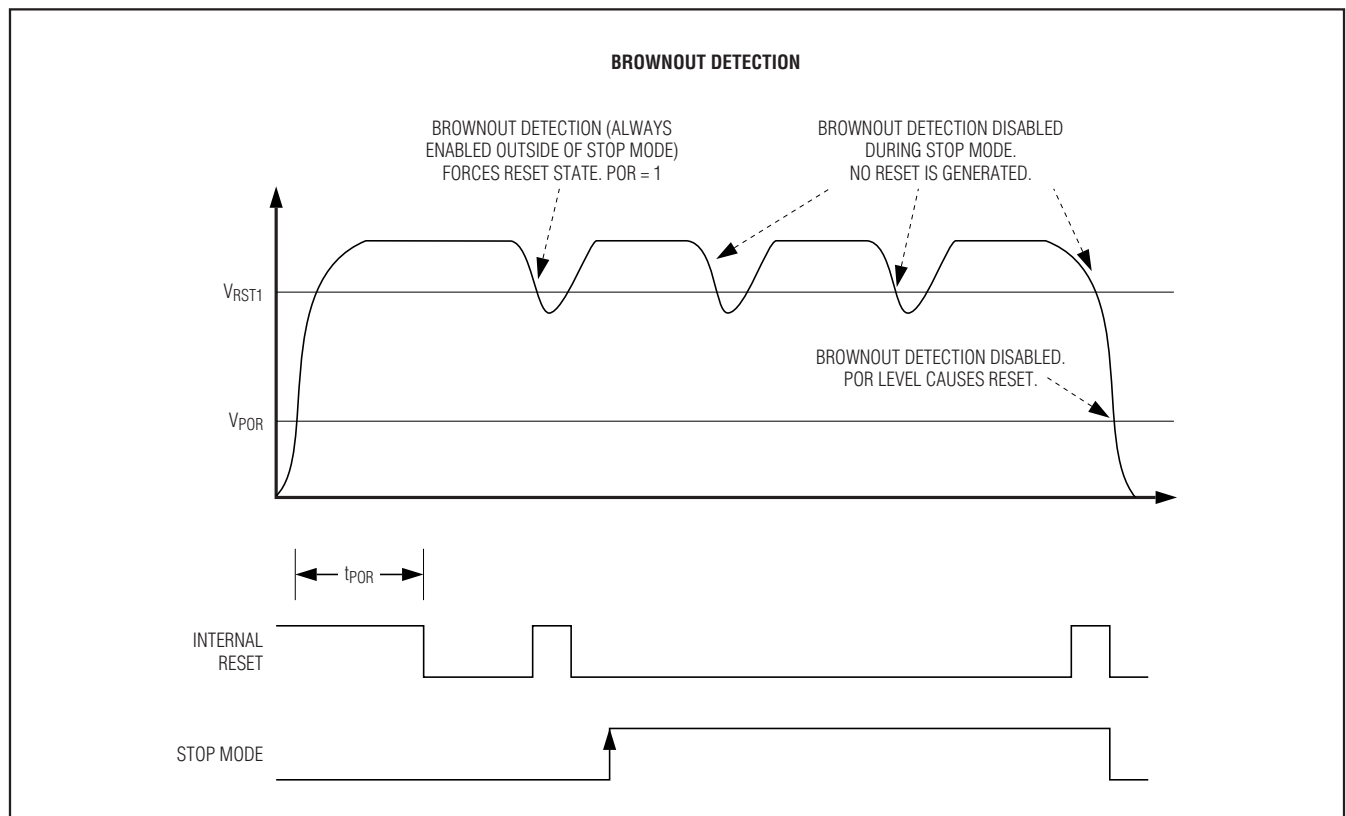 BROWNOUT DETECTION
BROWNOUT DETECTION (ALWAYS
ENABLED OUTSIDE OF STOP MODE)
FORCES RESET STATE. POR = 1
BROWNOUT DETECTION DISABLED
DURING STOP MODE.
NO RESET IS GENERATED.
VRST1
BROWNOUT DETECTION DISABLED.
POR LEVEL CAUSES RESET.
VPOR
tPOR
INTERNAL
RESET
STOP MODE